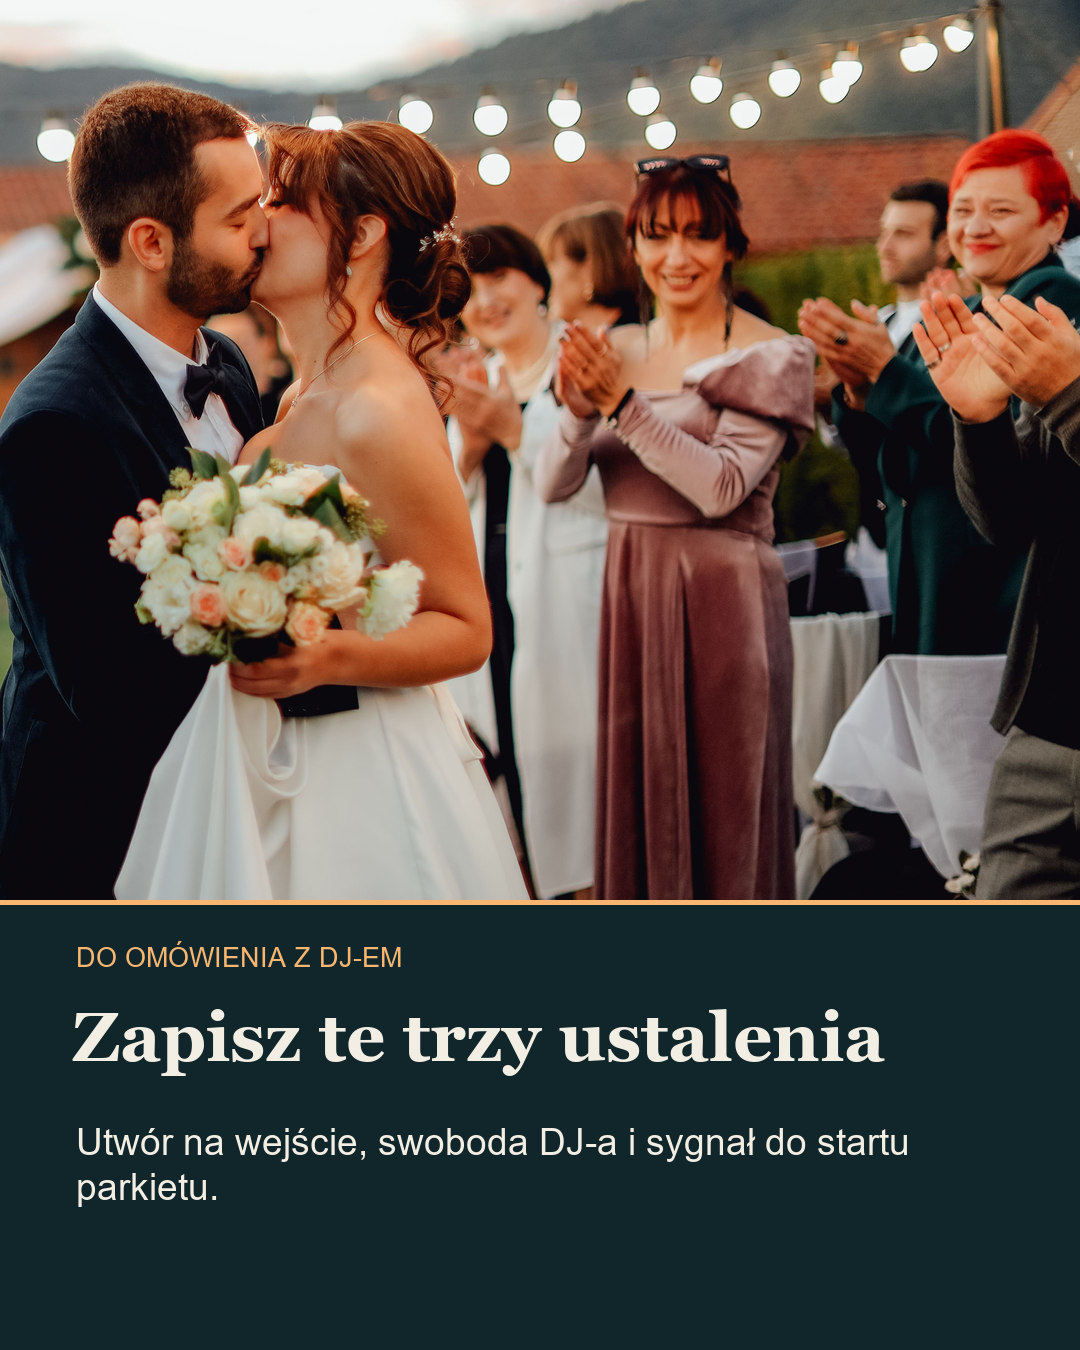 DO OMÓWIENIA Z DJ-EM
Zapisz te trzy ustalenia
Utwór na wejście, swoboda DJ-a i sygnał do startu
parkietu.